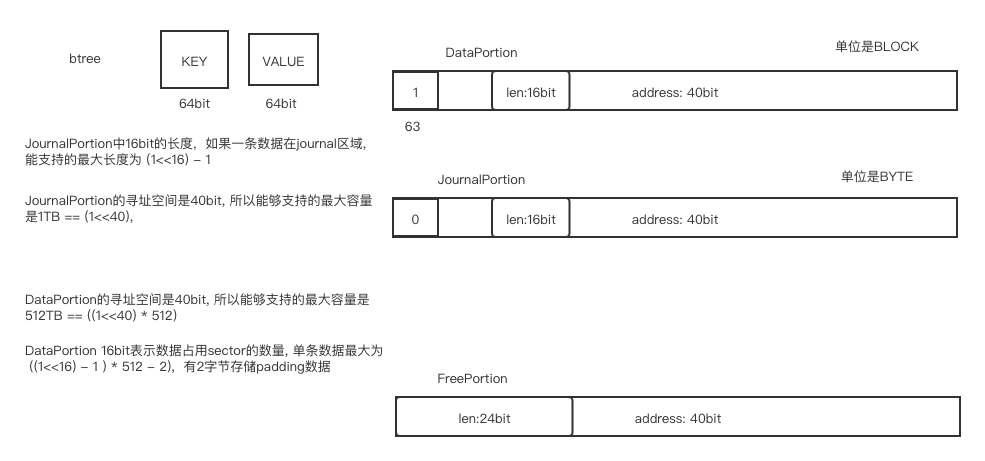 btree
KEY
VALUE
64bit
64bit
DataPortion
单位是BLOCK
1
len:16bit
address: 40bit
63
JournalPortion中16bit的长度，如果一条数据在journal区域,
能支持的最大长度为 (1<<16) – 1
JournalPortion
单位是BYTE
JournalPortion的寻址空间是40bit, 所以能够支持的最大容量
是1TB == (1<<40),
0
len:16bit
address: 40bit
DataPortion的寻址空间是40bit, 所以能够支持的最大容量是
512TB == ((1<<40) * 512)
DataPortion 16bit表示数据占用sector的数量, 单条数据最大为
((1<<16) – 1 ) * 512 – 2)，有2字节存储padding数据
FreePortion
len:24bit
address: 40bit